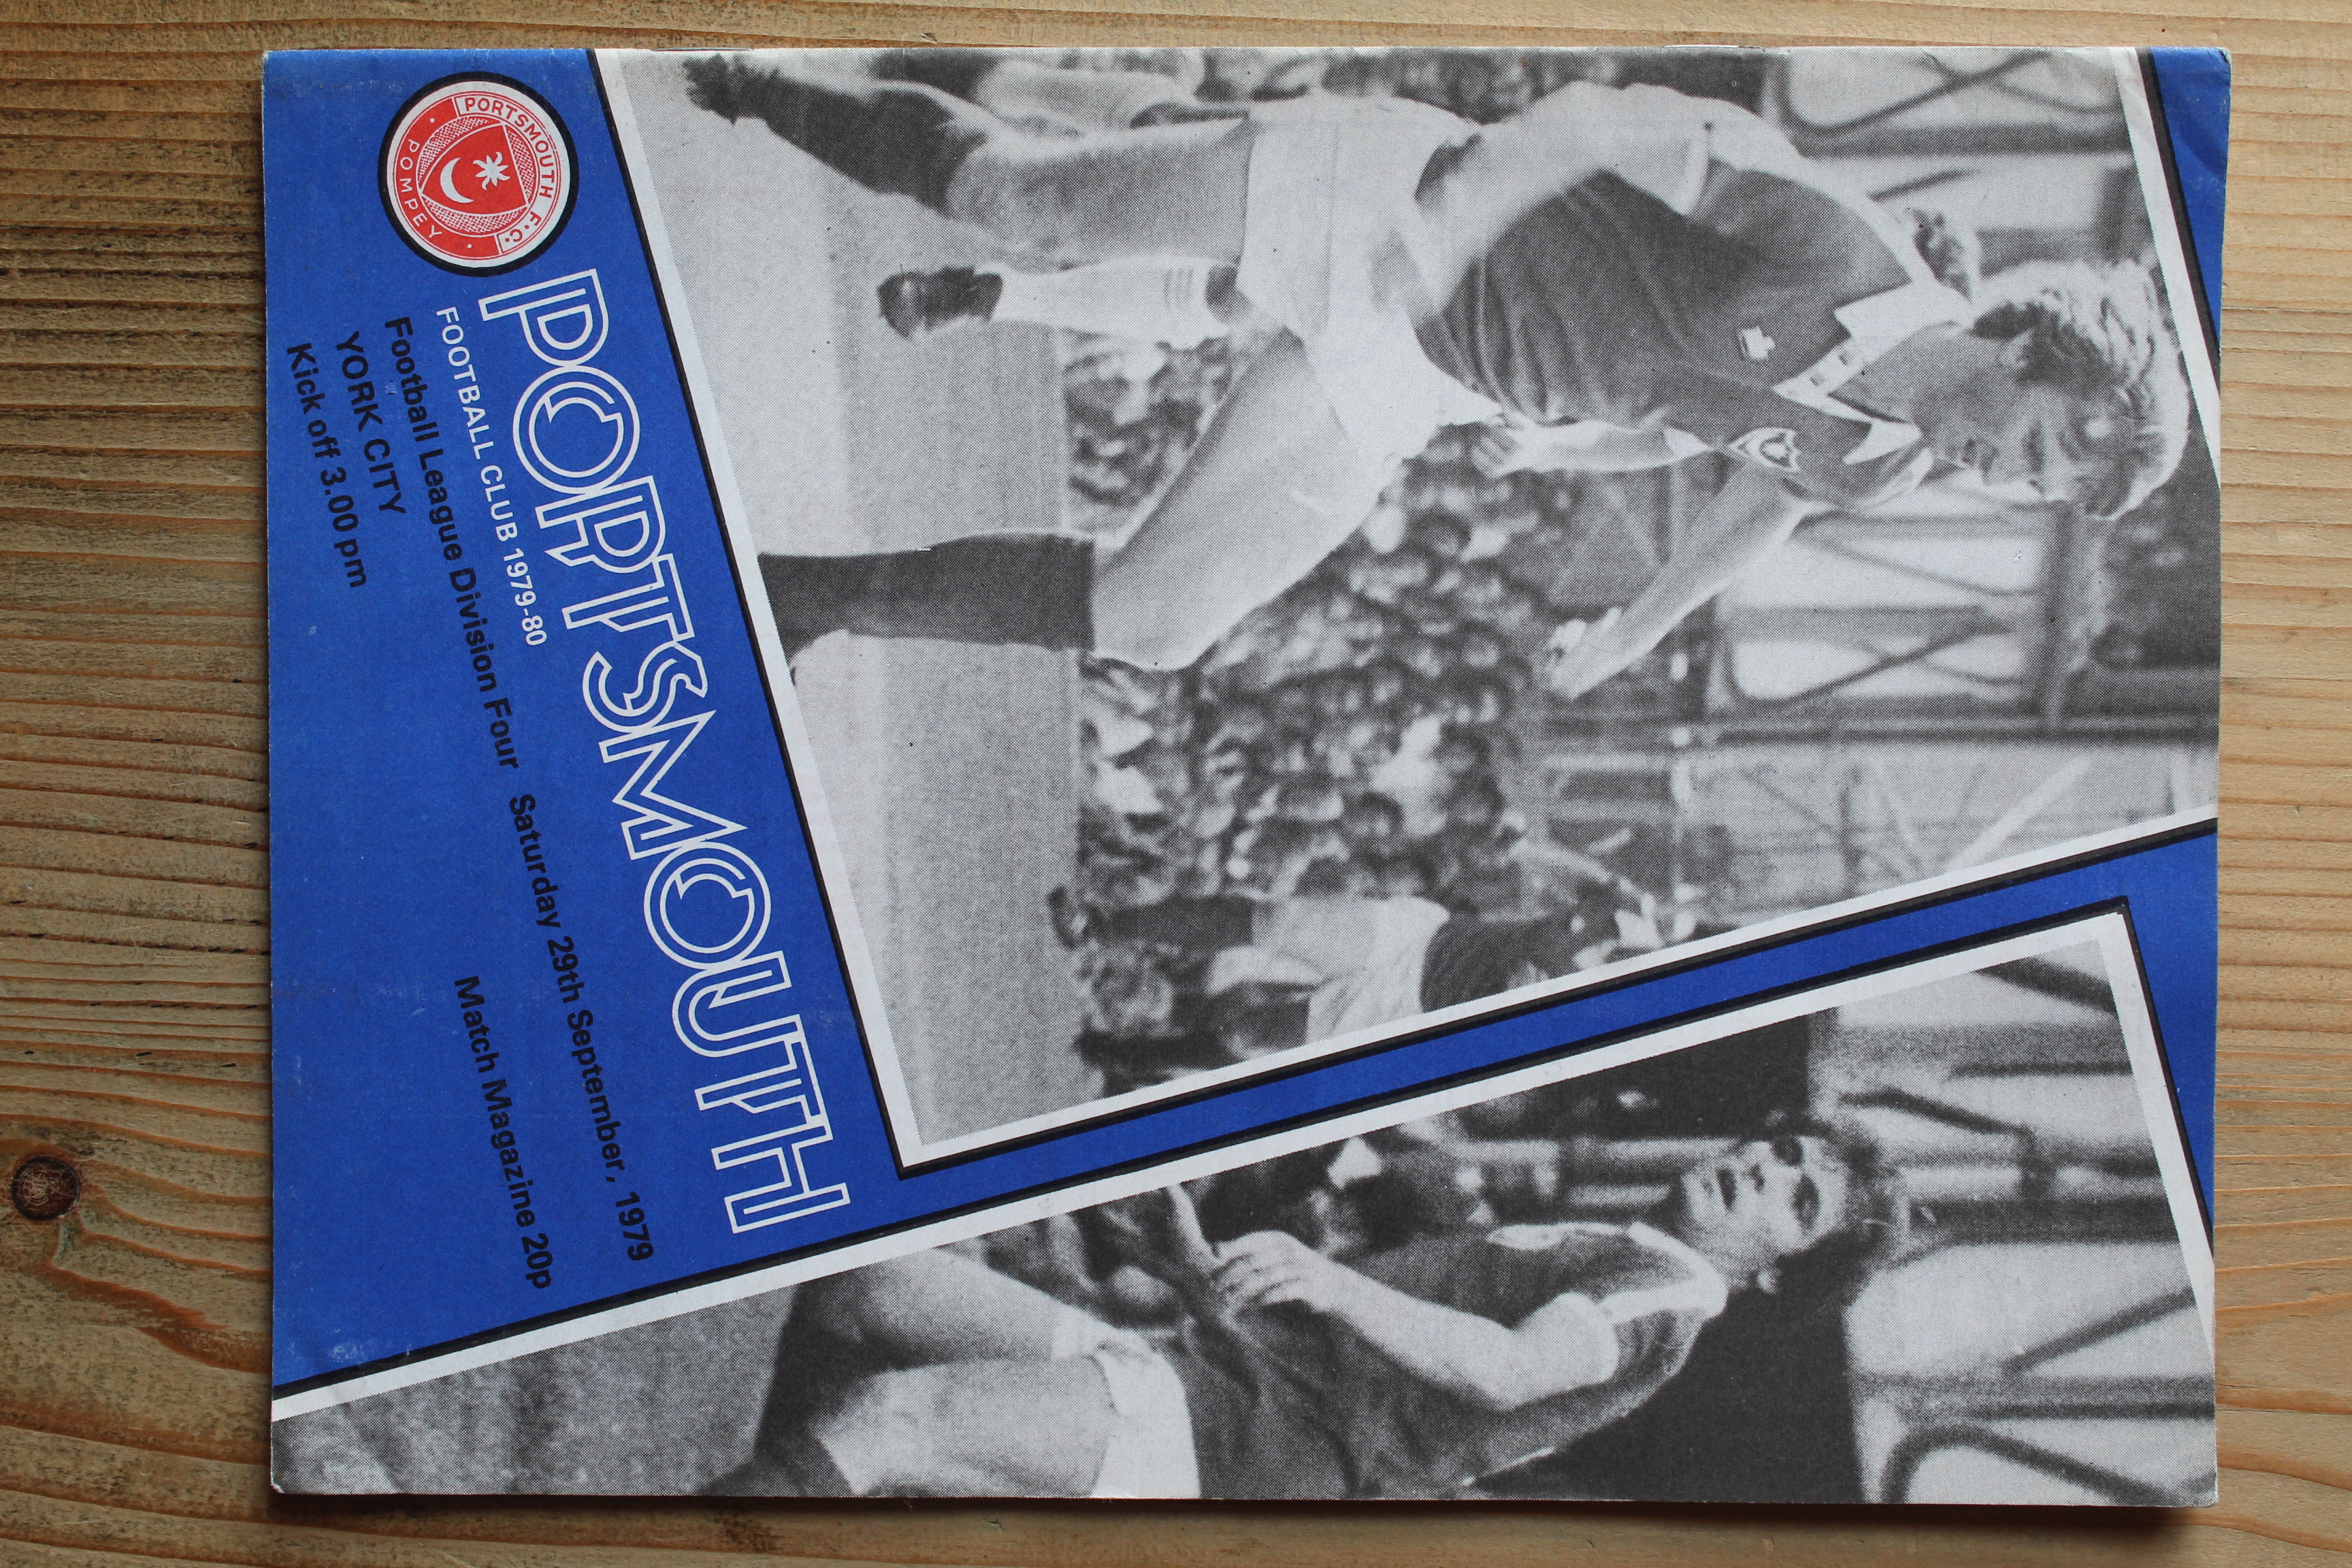 PORTSMOUTH F.C.
POMPEY
PORTSMOUTH
FOOTBALL CLUB 1979-80
Football League Division Four Saturday 29th September, 1979
YORK CITY
Kick off 3.00 pm Match Magazine 20p